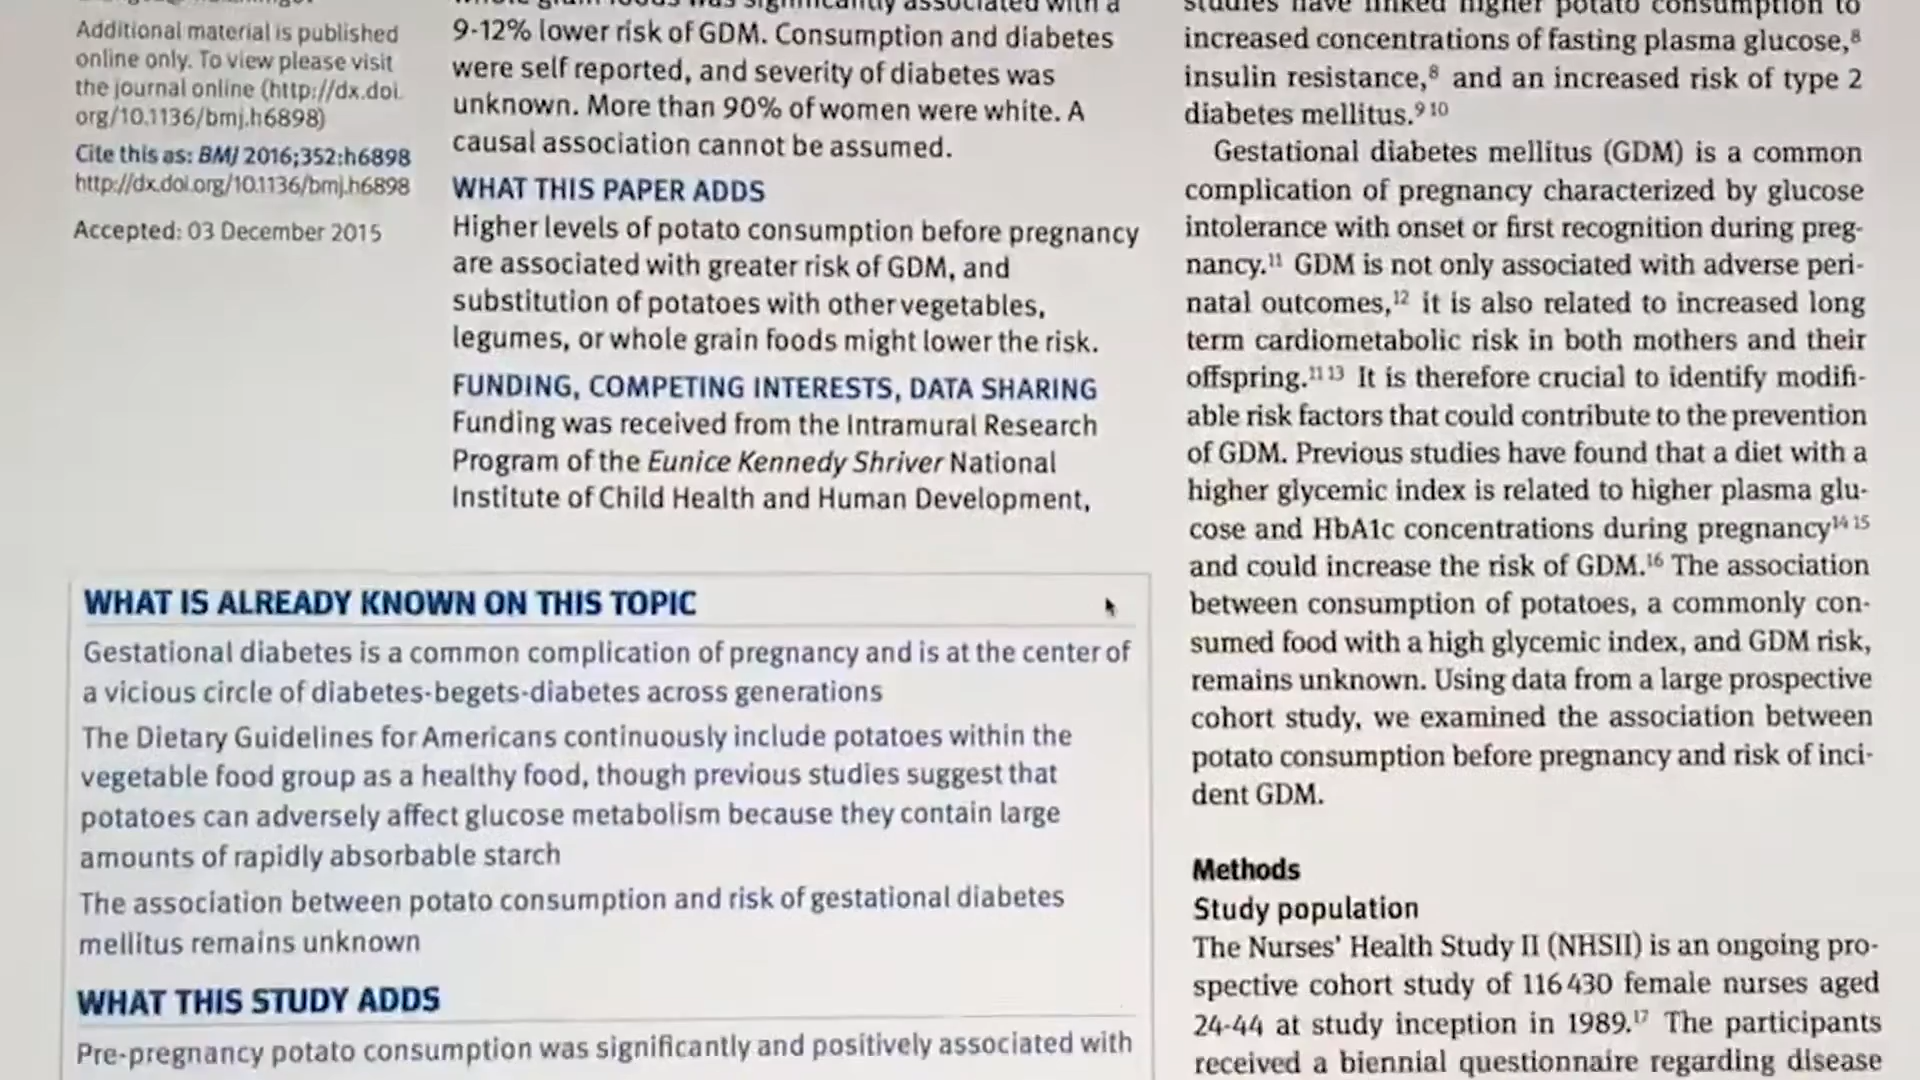 Additional material is published
online only. To view please visit
the journal online (http://dx.doi.
org/10.1136/bmj.h6898)
Cite this as: BMJ 2016;352:h6898
http://dx.doi.org/10.1136/bmj.h6898
Accepted: 03 December 2015
whole grain foods was significantly associated with a
9-12% lower risk of GDM. Consumption and diabetes
were self reported, and severity of diabetes was
unknown. More than 90% of women were white. A
causal association cannot be assumed.
WHAT THIS PAPER ADDS
Higher levels of potato consumption before pregnancy
are associated with greater risk of GDM, and
substitution of potatoes with other vegetables,
legumes, or whole grain foods might lower the risk.
FUNDING, COMPETING INTERESTS, DATA SHARING
Funding was received from the Intramural Research
Program of the Eunice Kennedy Shriver National
Institute of Child Health and Human Development,
WHAT IS ALREADY KNOWN ON THIS TOPIC
Gestational diabetes is a common complication of pregnancy and is at the center of
a vicious circle of diabetes-begets-diabetes across generations
The Dietary Guidelines for Americans continuously include potatoes within the
vegetable food group as a healthy food, though previous studies suggest that
potatoes can adversely affect glucose metabolism because they contain large
amounts of rapidly absorbable starch
The association between potato consumption and risk of gestational diabetes
mellitus remains unknown
WHAT THIS STUDY ADDS
Pre-pregnancy potato consumption was significantly and positively associated with
studies have linked higher potato consumption to
increased concentrations of fasting plasma glucose,8
insulin resistance,8 and an increased risk of type 2
diabetes mellitus.9 10
Gestational diabetes mellitus (GDM) is a common
complication of pregnancy characterized by glucose
intolerance with onset or first recognition during preg-
nancy.11 GDM is not only associated with adverse peri-
natal outcomes,12 it is also related to increased long
term cardiometabolic risk in both mothers and their
offspring.11 13 It is therefore crucial to identify modifi-
able risk factors that could contribute to the prevention
of GDM. Previous studies have found that a diet with a
higher glycemic index is related to higher plasma glu-
cose and HbA1c concentrations during pregnancy14 15
and could increase the risk of GDM.16 The association
between consumption of potatoes, a commonly con-
sumed food with a high glycemic index, and GDM risk,
remains unknown. Using data from a large prospective
cohort study, we examined the association between
potato consumption before pregnancy and risk of inci-
dent GDM.
Methods
Study population
The Nurses' Health Study II (NHSII) is an ongoing pro-
spective cohort study of 116 430 female nurses aged
24-44 at study inception in 1989.17 The participants
received a biennial questionnaire regarding disease